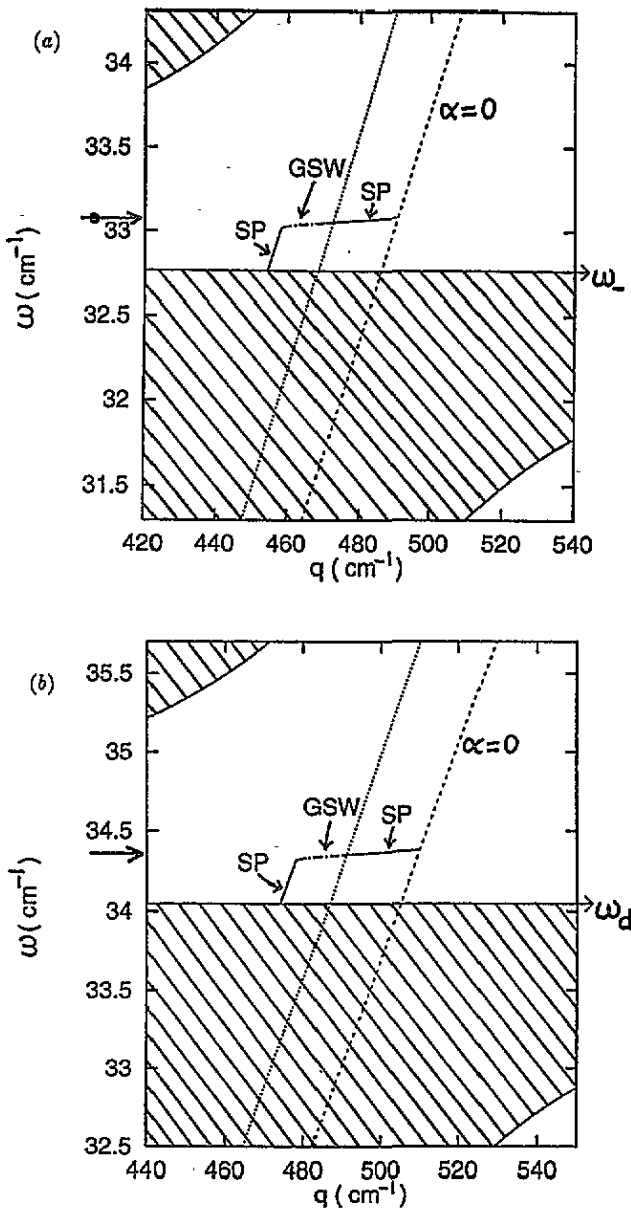 (a)
34
33.5
33
32.5
32
31.5
ω (cm⁻¹)
α=0
GSW
SP
SP
ω₋
420 440 460 480 500 520 540
q (cm⁻¹)
(b)
35.5
35
34.5
34
33.5
33
32.5
ω (cm⁻¹)
α=0
GSW
SP
SP
ω_d
440 460 480 500 520 540
q (cm⁻¹)